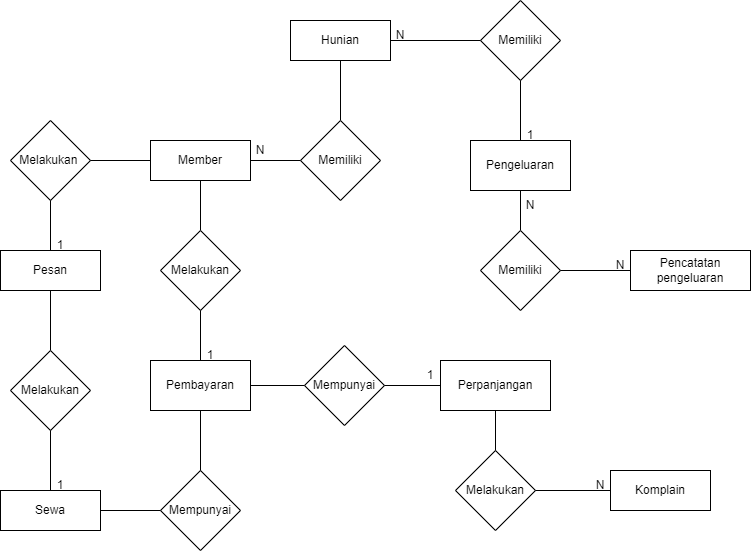 Hunian
N
Memiliki
Melakukan
Member
N
Memiliki
1
Pengeluaran
N
1
Pesan
Melakukan
Memiliki
N
Pencatatan
pengeluaran
1
Pembayaran
Mempunyai
1
Perpanjangan
Melakukan
1
Sewa
Mempunyai
Melakukan
N
Komplain